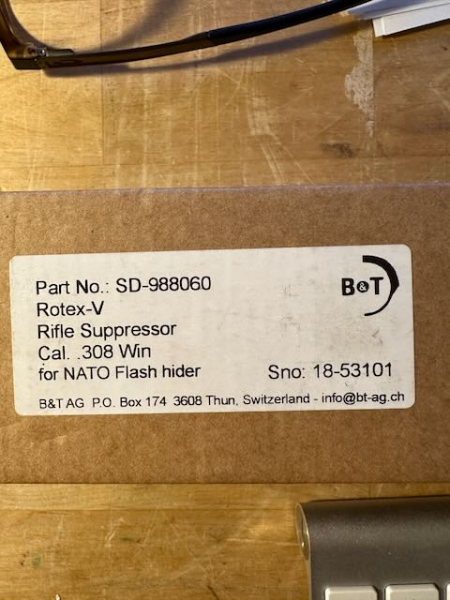 Part No.: SD-988060
Rotex-V
Rifle Suppressor
Cal. .308 Win
for NATO Flash hider
Sno: 18-53101
B&T AG P.O. Box 174 3608 Thun, Switzerland - info@bt-ag.ch
B&T